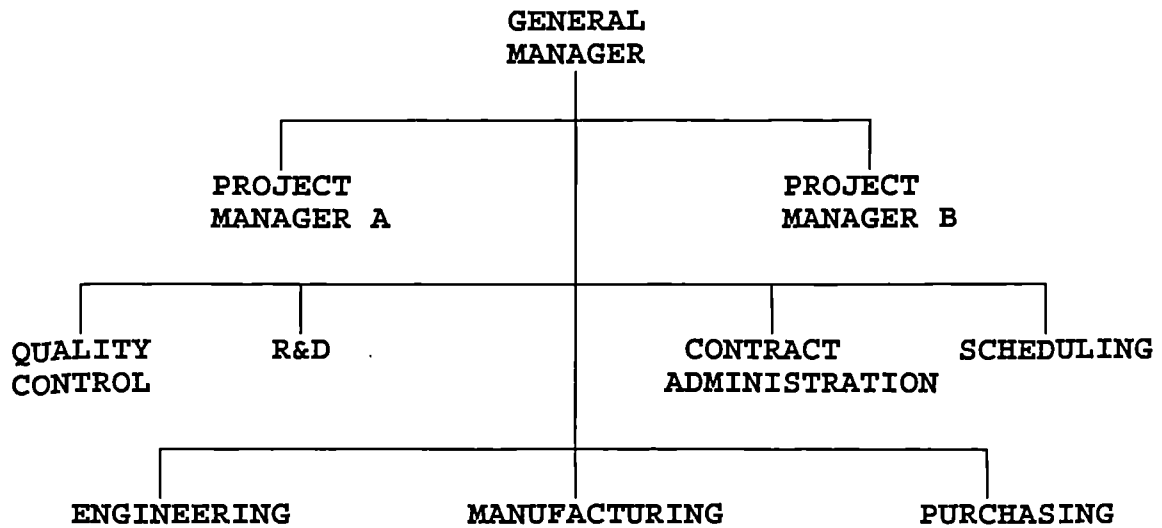 GENERAL
MANAGER
PROJECT
MANAGER A
PROJECT
MANAGER B
QUALITY
CONTROL
R&D
CONTRACT
ADMINISTRATION
SCHEDULING
ENGINEERING
MANUFACTURING
PURCHASING